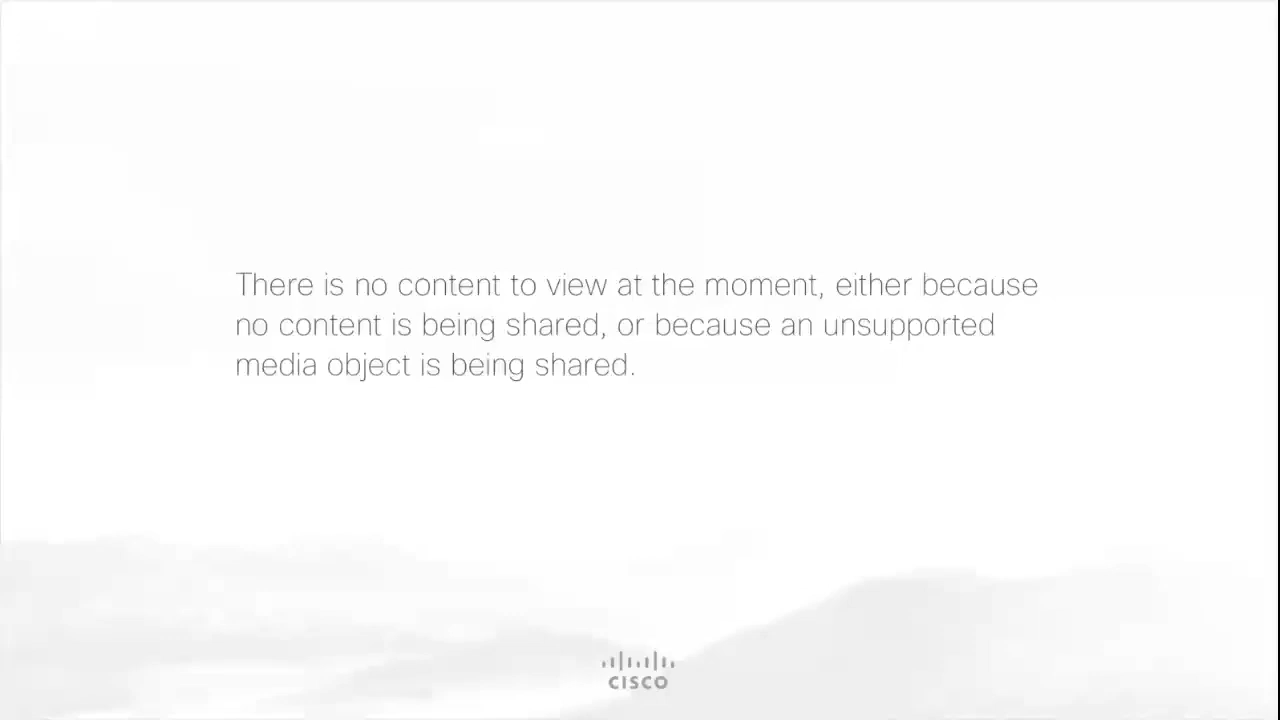 There is no content to view at the moment, either because
no content is being shared, or because an unsupported
media object is being shared.
CISCO